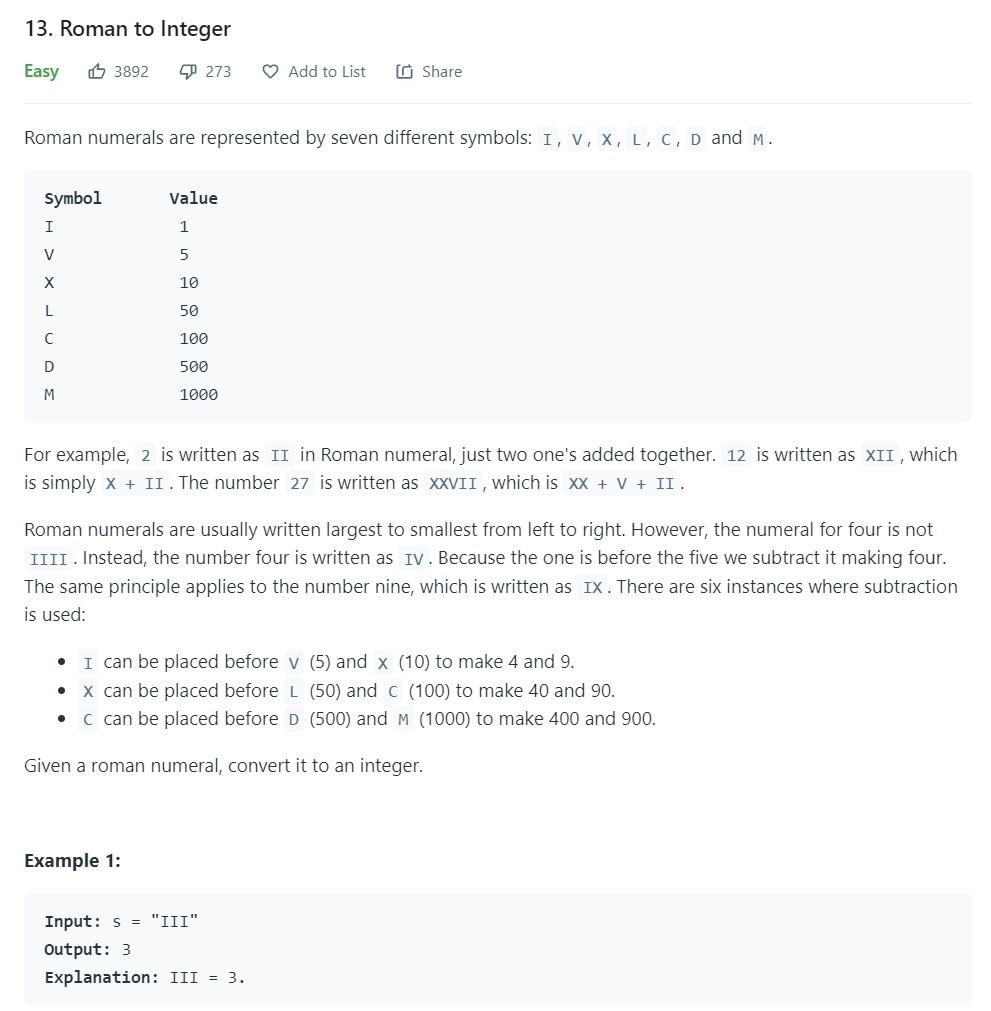 13. Roman to Integer
Easy 3892 273 Add to List Share
Roman numerals are represented by seven different symbols: I, V, X, L, C, D and M.
Symbol Value
I 1
V 5
X 10
L 50
C 100
D 500
M 1000
For example, 2 is written as II in Roman numeral, just two one's added together. 12 is written as XII, which
is simply X + II. The number 27 is written as XXVII, which is XX + V + II.
Roman numerals are usually written largest to smallest from left to right. However, the numeral for four is not
IIII. Instead, the number four is written as IV. Because the one is before the five we subtract it making four.
The same principle applies to the number nine, which is written as IX. There are six instances where subtraction
is used:
• I can be placed before V (5) and X (10) to make 4 and 9.
• X can be placed before L (50) and C (100) to make 40 and 90.
• C can be placed before D (500) and M (1000) to make 400 and 900.
Given a roman numeral, convert it to an integer.
Example 1:
Input: s = "III"
Output: 3
Explanation: III = 3.